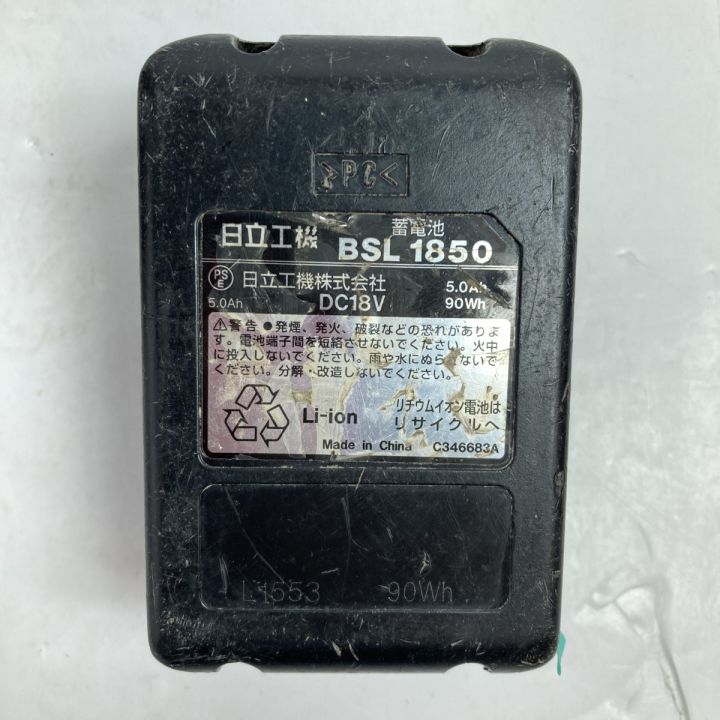 >PC<
日立工機 蓄電池 BSL 1850
PSE 日立工機株式会社 5.0Ah
5.0Ah DC18V 90Wh
⚠警告 ●発煙、発火、破裂などの恐れがありま
す。電池端子間を短絡させないでください。火中
に投入しないでください。雨や水にぬらさないで
ください。分解・改造しないでください。
Li-ion リチウムイオン電池は
リサイクルへ
Made in China C346683A
L1553 90Wh